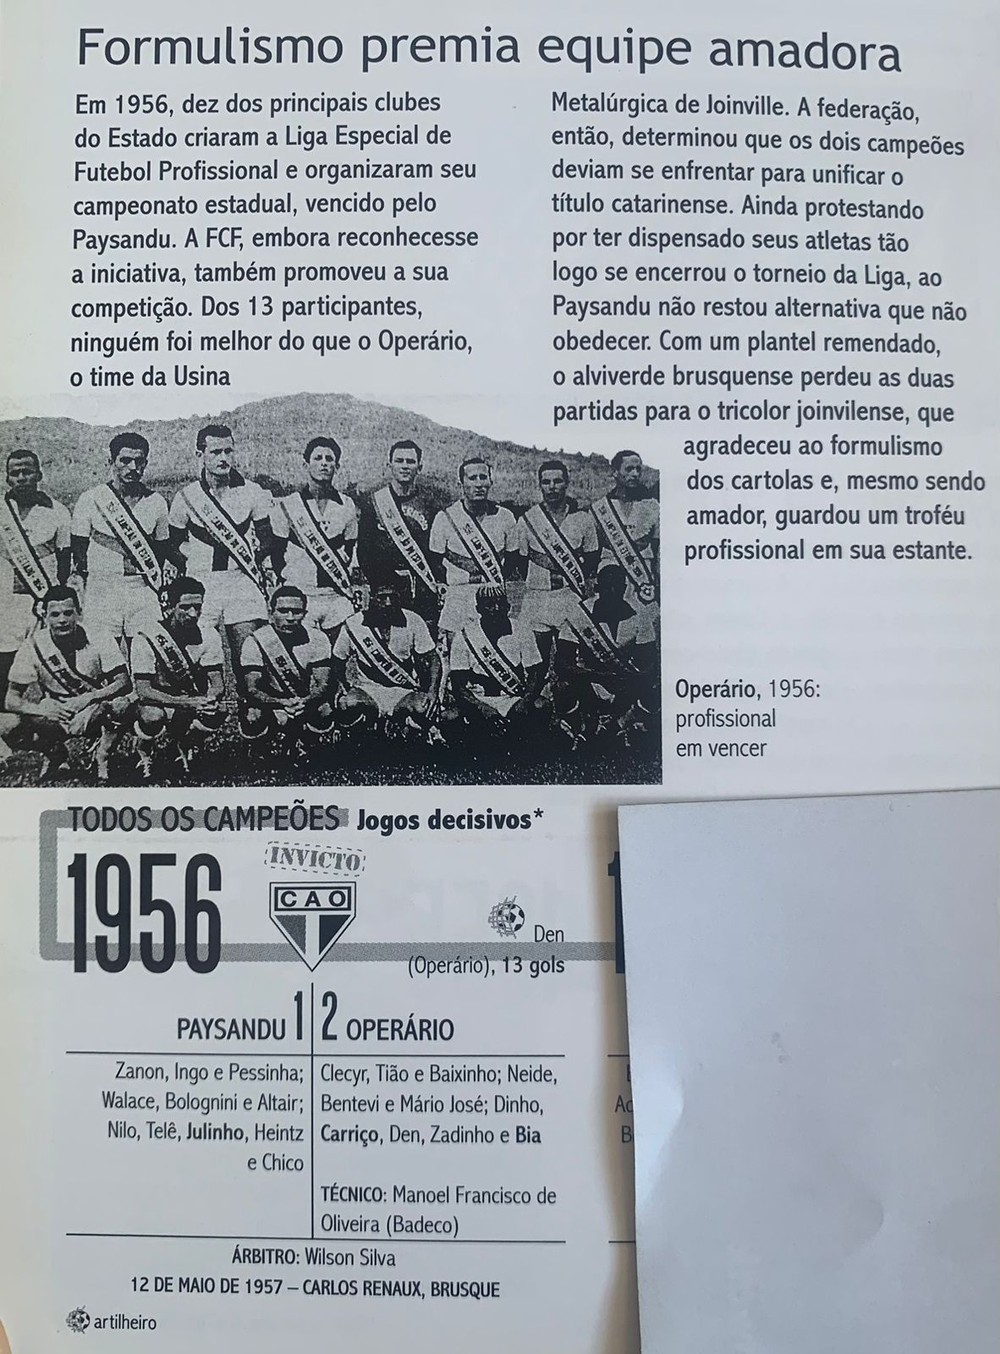 Formulismo premia equipe amadora
Em 1956, dez dos principais clubes
do Estado criaram a Liga Especial de
Futebol Profissional e organizaram seu
campeonato estadual, vencido pelo
Paysandu. A FCF, embora reconhecesse
a iniciativa, também promoveu a sua
competição. Dos 13 participantes,
ninguém foi melhor do que o Operário,
o time da Usina
Metalúrgica de Joinville. A federação,
então, determinou que os dois campeões
deviam se enfrentar para unificar o
título catarinense. Ainda protestando
por ter dispensado seus atletas tão
logo se encerrou o torneio da Liga, ao
Paysandu não restou alternativa que não
obedecer. Com um plantel remendado,
o alviverde brusquense perdeu as duas
partidas para o tricolor joinvilense, que
agradeceu ao formulismo
dos cartolas e, mesmo sendo
amador, guardou um troféu
profissional em sua estante.
Operário, 1956:
profissional
em vencer
TODOS OS CAMPEÕES Jogos decisivos*
1956
INVICTO
CAO
Den
(Operário), 13 gols
PAYSANDU 1 2 OPERÁRIO
Zanon, Ingo e Pessinha;
Walace, Bolognini e Altair;
Nilo, Telê, Julinho, Heintz
e Chico
Clecyr, Tião e Baixinho; Neide,
Bentevi e Mário José; Dinho,
Carriço, Den, Zadinho e Bia
TÉCNICO: Manoel Francisco de
Oliveira (Badeco)
ÁRBITRO: Wilson Silva
12 DE MAIO DE 1957 – CARLOS RENAUX, BRUSQUE
artilheiro